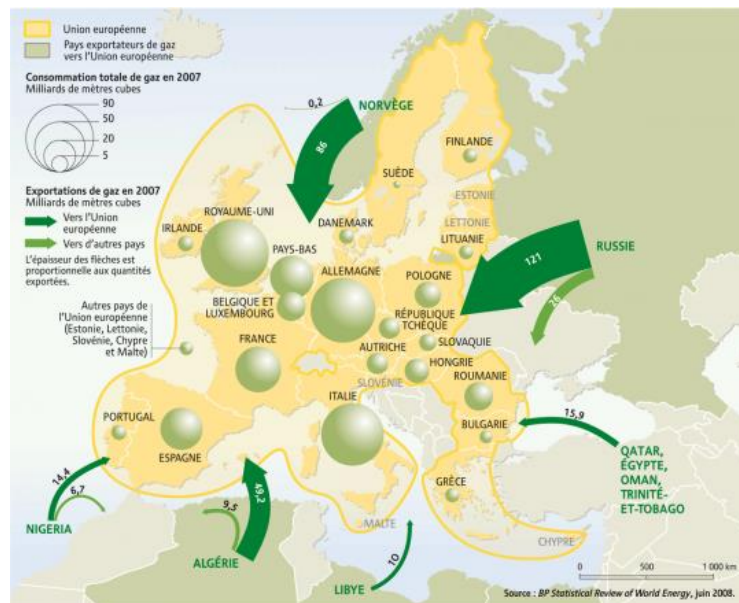 Union européenne
Pays exportateurs de gaz
vers l'Union européenne
Consommation totale de gaz en 2007
Milliards de mètres cubes
90
50
20
5
Exportations de gaz en 2007
Milliards de mètres cubes
Vers l'Union
européenne
Vers d'autres pays
L'épaisseur des flèches est
proportionnelle aux quantités
exportées.
Autres pays de
l'Union européenne
(Estonie, Lettonie,
Slovénie, Chypre
et Malte)
0,2
NORVÈGE
86
FINLANDE
SUÈDE
ESTONIE
LETTONIE
LITUANIE
DANEMARK
ROYAUME-UNI
IRLANDE
PAYS-BAS
ALLEMAGNE
POLOGNE
121
RUSSIE
26
BELGIQUE ET
LUXEMBOURG
RÉPUBLIQUE
TCHÈQUE
SLOVAQUIE
FRANCE
AUTRICHE
HONGRIE
SLOVÉNIE
ROUMANIE
ITALIE
BULGARIE
15,9
QATAR,
ÉGYPTE,
OMAN,
TRINITÉ-
ET-TOBAGO
PORTUGAL
ESPAGNE
GRÈCE
14,4
6,7
NIGERIA
9,5
49,2
ALGÉRIE
MALTE
10
LIBYE
CHYPRE
0 500 1 000 km
Source : BP Statistical Review of World Energy, juin 2008.